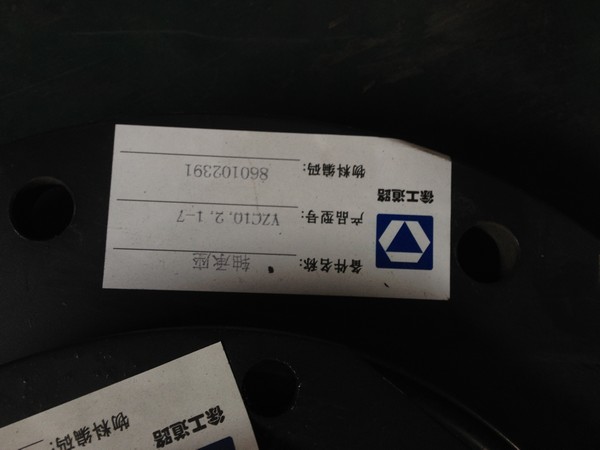 徐工道路
备件名称: 轴承座
产品型号: YZC10.2.1-7
物料编码: 860102391
徐工道路
物料编码: